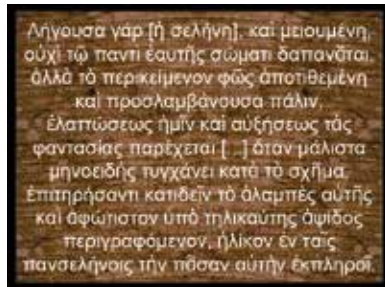 Λήγουσα γὰρ [ἡ σελήνη], καὶ μειουμένη,
οὐχὶ τῷ παντὶ ἑαυτῆς σώματι δαπανᾶται.
ἀλλὰ τὸ περικείμενον φῶς ἀποτιθεμένη
καὶ προσλαμβάνουσα πάλιν,
ἐλαττώσεως ἡμῖν καὶ αὐξήσεως τὰς
φαντασίας παρέχεται [...] ὅταν μάλιστα
μηνοειδὴς τυγχάνει κατὰ τὸ σχῆμα,
ἐπιτηρήσαντι κατιδεῖν τὸ ἀλαμπὲς αὐτῆς
καὶ ἀφώτιστον ὑπὸ τηλικαύτης ἀψίδος
περιγραφόμενον, ἡλίκον ἐν ταῖς
πανσελήνοις τὴν πᾶσαν αὐτὴν ἐκπληροῖ.